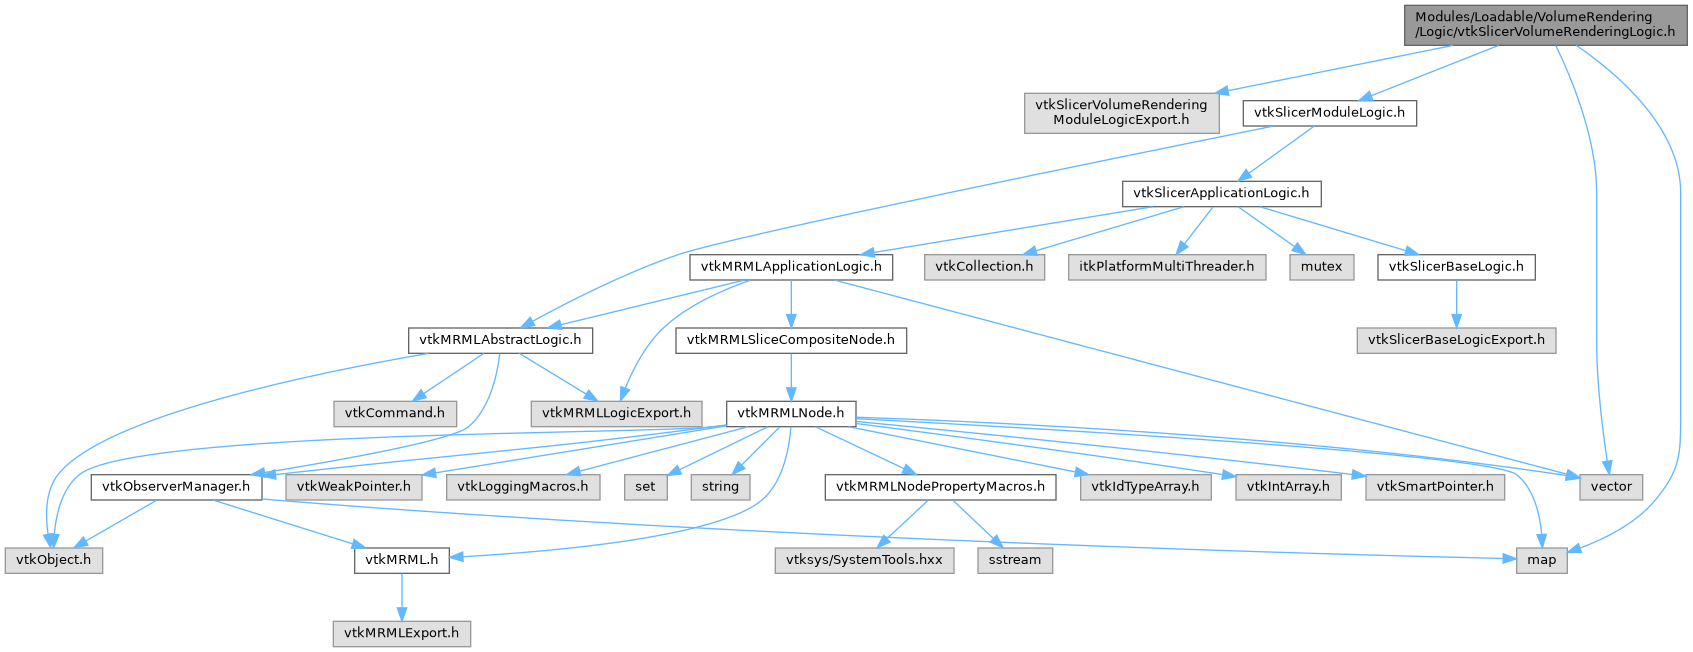 Modules/Loadable/VolumeRendering
/Logic/vtkSlicerVolumeRenderingLogic.h
vtkSlicerVolumeRendering
ModuleLogicExport.h
vtkSlicerModuleLogic.h
vtkSlicerApplicationLogic.h
vtkMRMLApplicationLogic.h
vtkCollection.h
itkPlatformMultiThreader.h
mutex
vtkSlicerBaseLogic.h
vtkMRMLAbstractLogic.h
vtkMRMLSliceCompositeNode.h
vtkSlicerBaseLogicExport.h
vtkCommand.h
vtkMRMLLogicExport.h
vtkMRMLNode.h
vtkObserverManager.h
vtkWeakPointer.h
vtkLoggingMacros.h
set
string
vtkMRMLNodePropertyMacros.h
vtkIdTypeArray.h
vtkIntArray.h
vtkSmartPointer.h
vector
vtkObject.h
vtkMRML.h
vtksys/SystemTools.hxx
sstream
map
vtkMRMLExport.h